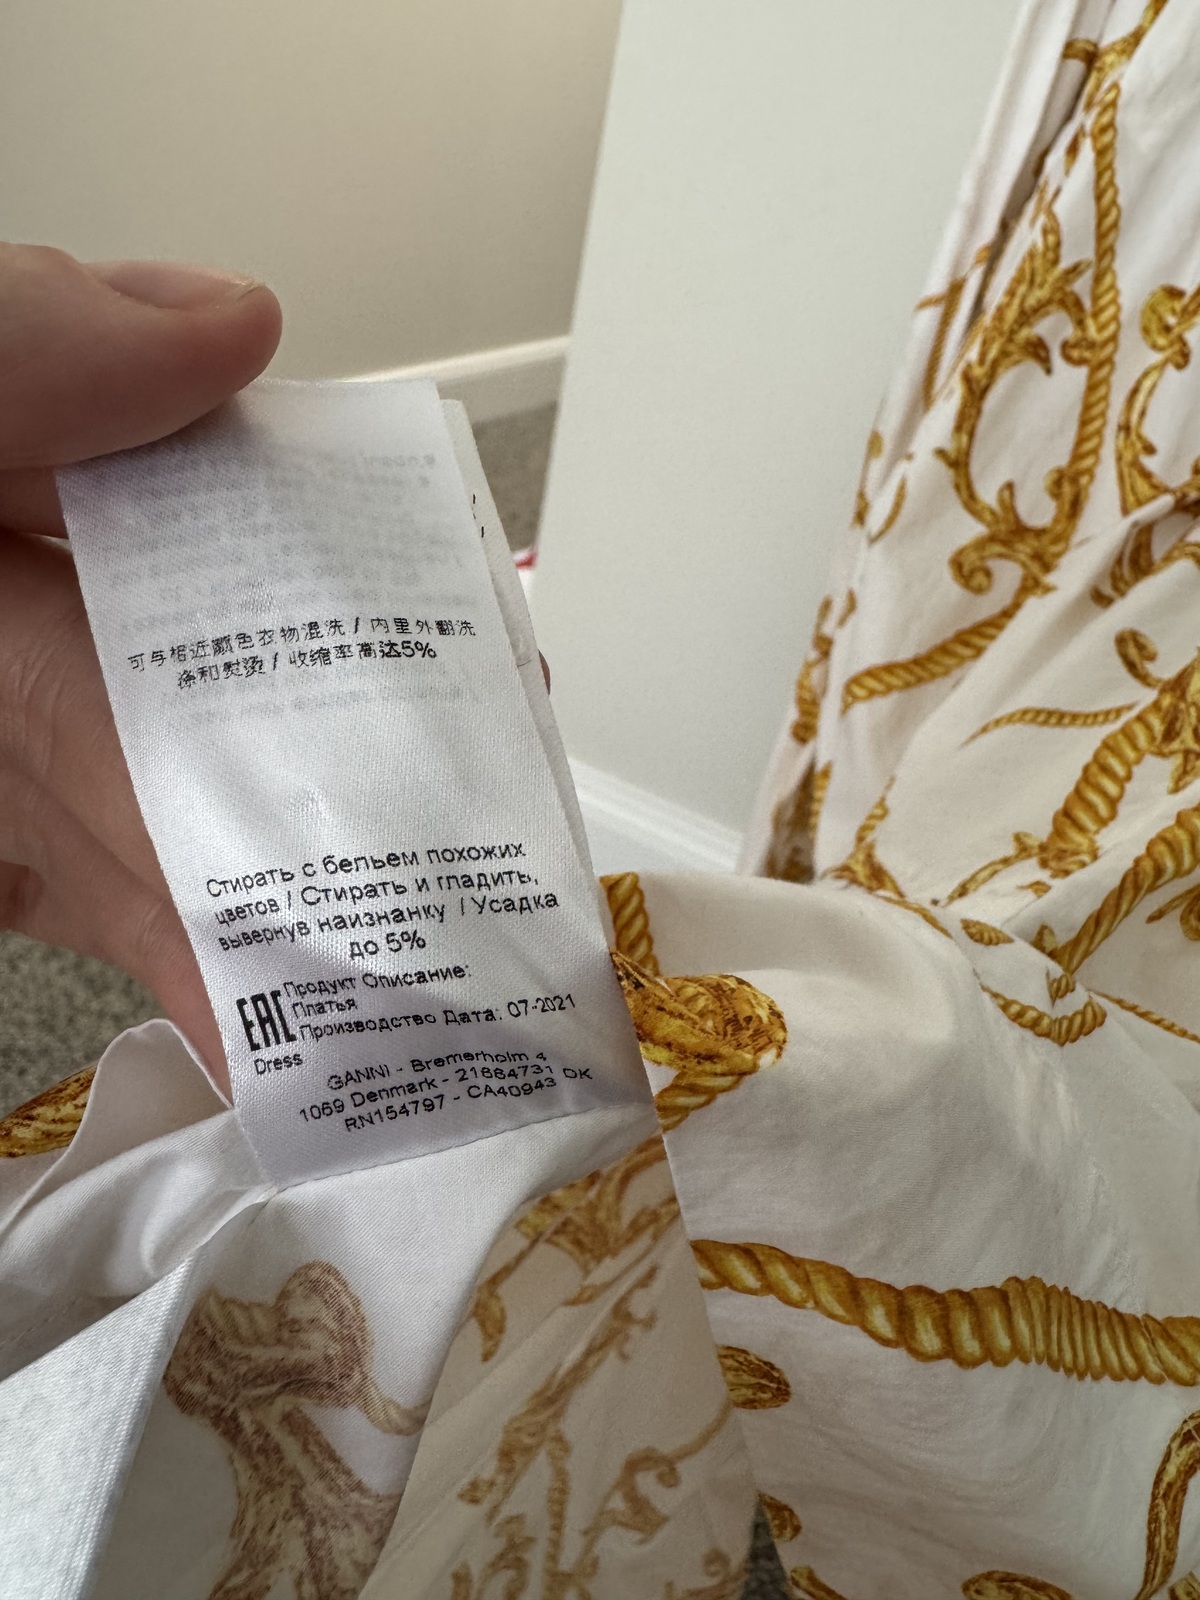 可与相近颜色衣物混洗 / 内里外翻洗
涤和熨烫 / 收缩率高达5%
Стирать с бельем похожих
цветов / Стирать и гладить,
вывернув наизнанку / Усадка
до 5%
EAC
Продукт Описание:
Платья
Производство Дата: 07-2021
Dress
GANNI - Bremerholm 4
1069 Denmark - 21884731 DK
RN154797 - CA40943